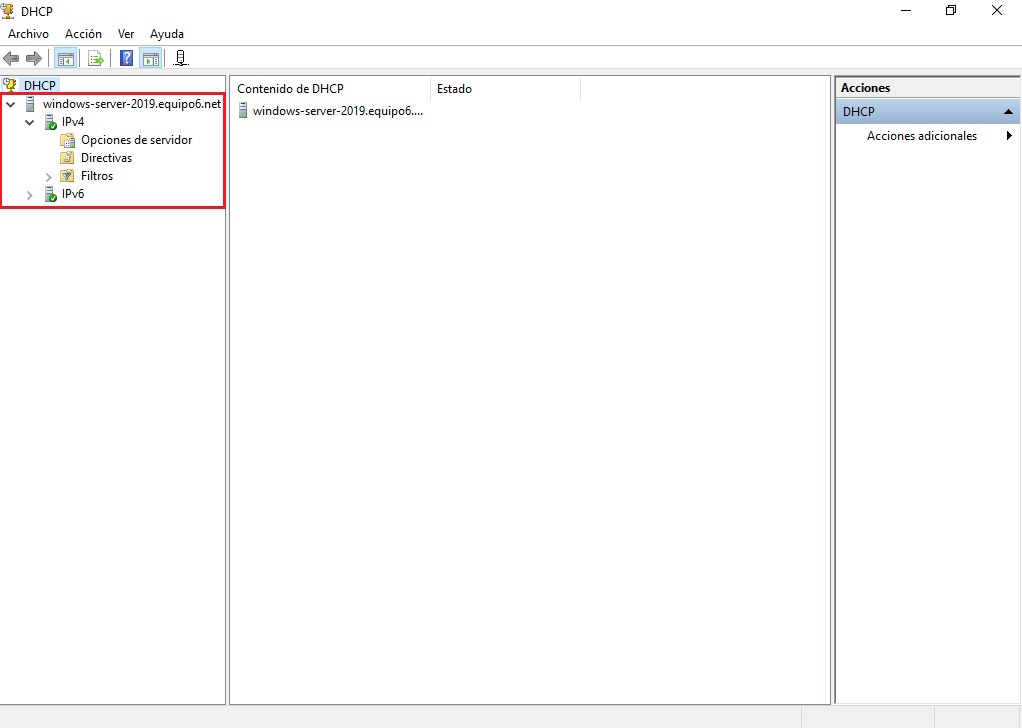 DHCP
Archivo Acción Ver Ayuda
DHCP
windows-server-2019.equipo6.net
IPv4
Opciones de servidor
Directivas
Filtros
IPv6
Contenido de DHCP Estado
windows-server-2019.equipo6....
Acciones
DHCP
Acciones adicionales